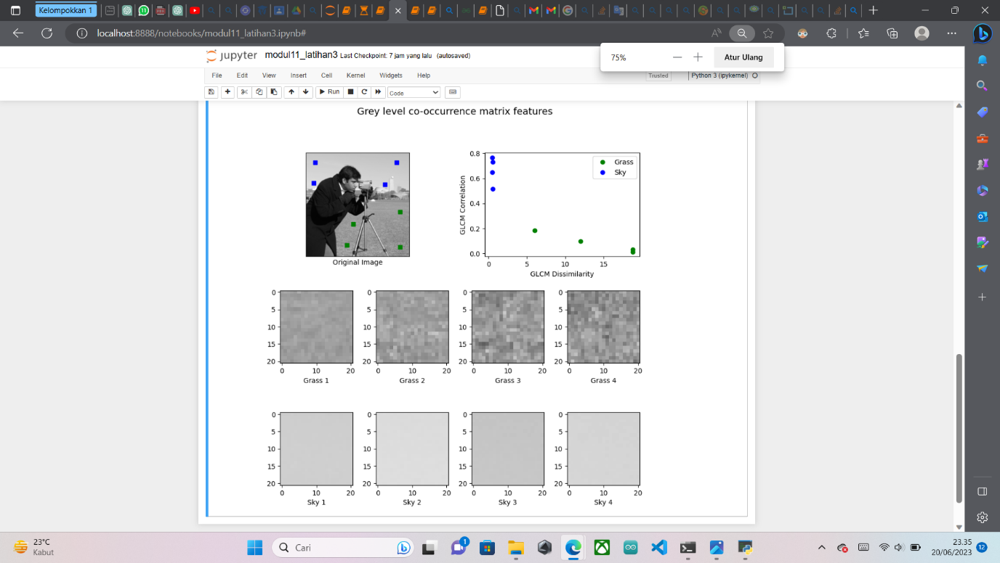 Kelompokkan 1
localhost:8888/notebooks/modul11_latihan3.ipynb#
75%
Atur Ulang
jupyter modul11_latihan3 Last Checkpoint: 7 jam yang lalu (autosaved)
File Edit View Insert Cell Kernel Widgets Help
Trusted
Python 3 (ipykernel)
Run
Code
Grey level co-occurrence matrix features
Original Image
0.8
0.6
0.4
0.2
0.0
GLCM Correlation
Grass
Sky
0 5 10 15
GLCM Dissimilarity
0 0 0 0
5 5 5 5
10 10 10 10
15 15 15 15
20 20 20 20
0 10 20 0 10 20 0 10 20 0 10 20
Grass 1 Grass 2 Grass 3 Grass 4
0 0 0 0
5 5 5 5
10 10 10 10
15 15 15 15
20 20 20 20
0 10 20 0 10 20 0 10 20 0 10 20
Sky 1 Sky 2 Sky 3 Sky 4
23°C
Kabut
Cari
1
23.35
20/06/2023
12